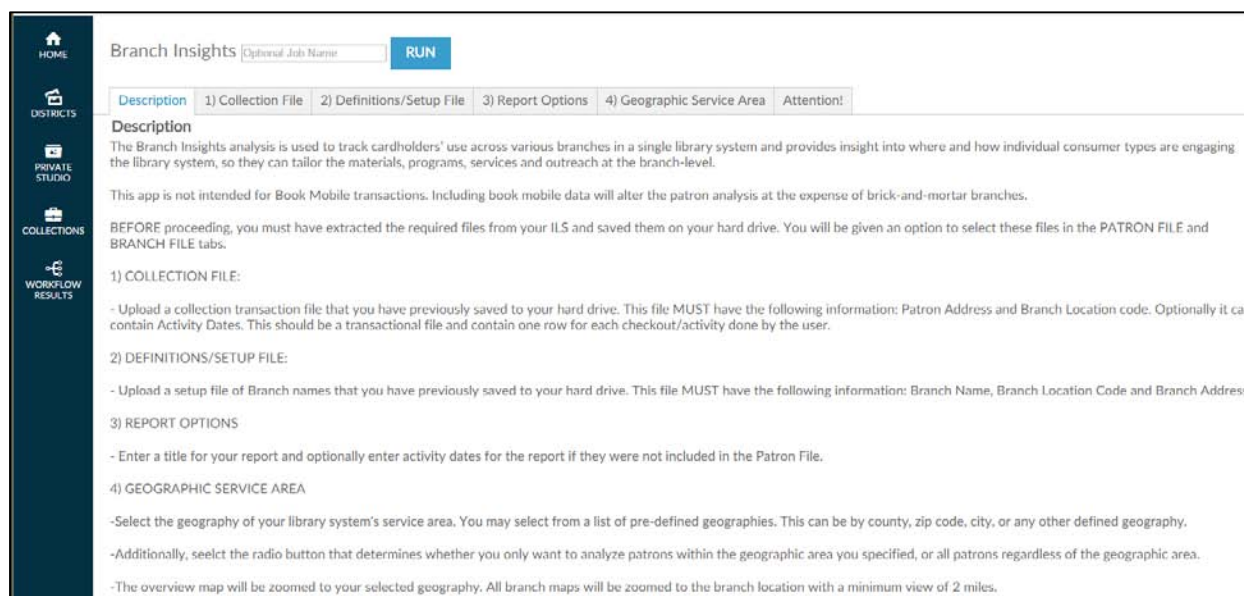 HOME
DISTRICTS
PRIVATE
STUDIO
COLLECTIONS
WORKFLOW
RESULTS
Branch Insights Optional Job Name RUN
Description 1) Collection File 2) Definitions/Setup File 3) Report Options 4) Geographic Service Area Attention!
Description
The Branch Insights analysis is used to track cardholders' use across various branches in a single library system and provides insight into where and how individual consumer types are engaging
the library system, so they can tailor the materials, programs, services and outreach at the branch-level.
This app is not intended for Book Mobile transactions. Including book mobile data will alter the patron analysis at the expense of brick-and-mortar branches.
BEFORE proceeding, you must have extracted the required files from your ILS and saved them on your hard drive. You will be given an option to select these files in the PATRON FILE and
BRANCH FILE tabs.
1) COLLECTION FILE:
- Upload a collection transaction file that you have previously saved to your hard drive. This file MUST have the following information: Patron Address and Branch Location code. Optionally it ca
contain Activity Dates. This should be a transactional file and contain one row for each checkout/activity done by the user.
2) DEFINITIONS/SETUP FILE:
- Upload a setup file of Branch names that you have previously saved to your hard drive. This file MUST have the following information: Branch Name, Branch Location Code and Branch Addres
3) REPORT OPTIONS
- Enter a title for your report and optionally enter activity dates for the report if they were not included in the Patron File.
4) GEOGRAPHIC SERVICE AREA
-Select the geography of your library system's service area. You may select from a list of pre-defined geographies. This can be by county, zip code, city, or any other defined geography.
-Additionally, seelct the radio button that determines whether you only want to analyze patrons within the geographic area you specified, or all patrons regardless of the geographic area.
-The overview map will be zoomed to your selected geography. All branch maps will be zoomed to the branch location with a minimum view of 2 miles.